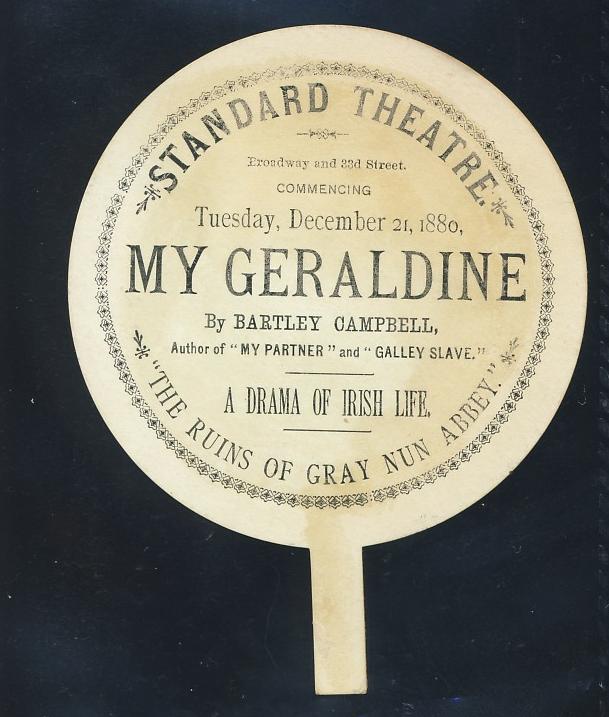 STANDARD THEATRE.
Broadway and 33d Street.
COMMENCING
Tuesday, December 21, 1880,
MY GERALDINE
By BARTLEY CAMPBELL,
Author of "MY PARTNER" and "GALLEY SLAVE."
A DRAMA OF IRISH LIFE.
"THE RUINS OF GRAY NUN ABBEY."